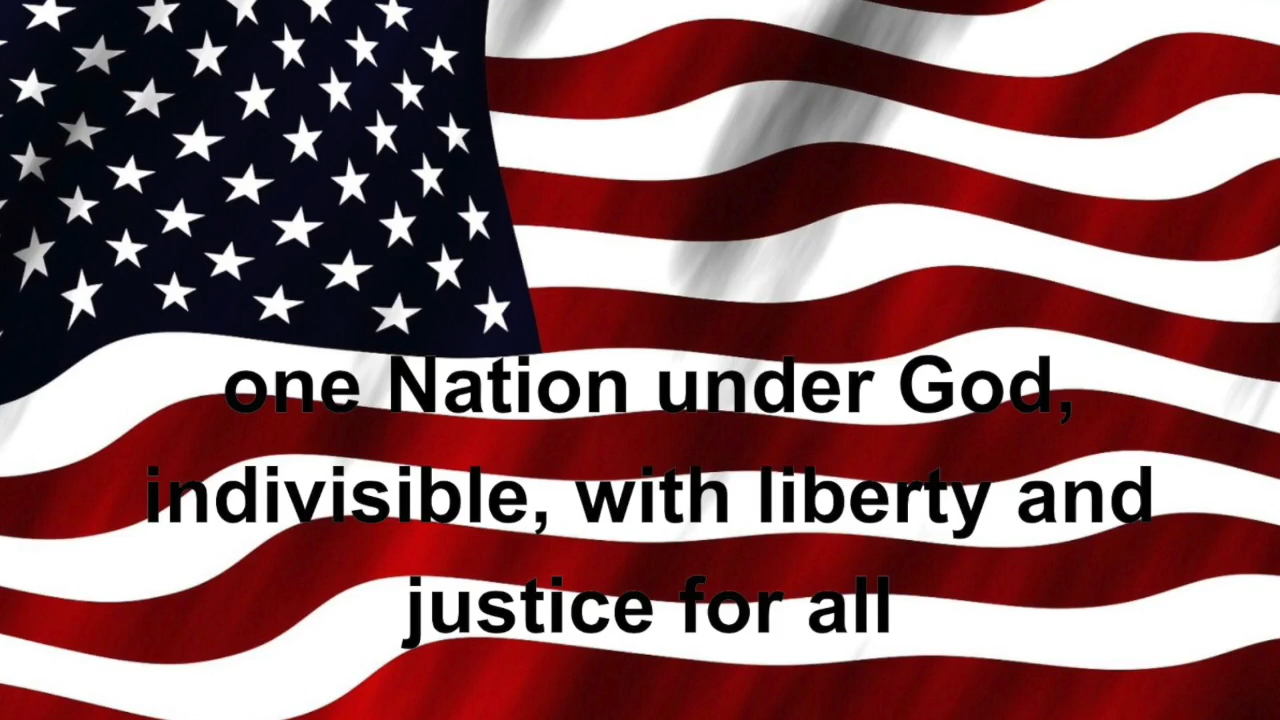 one Nation under God,
indivisible, with liberty and
justice for all